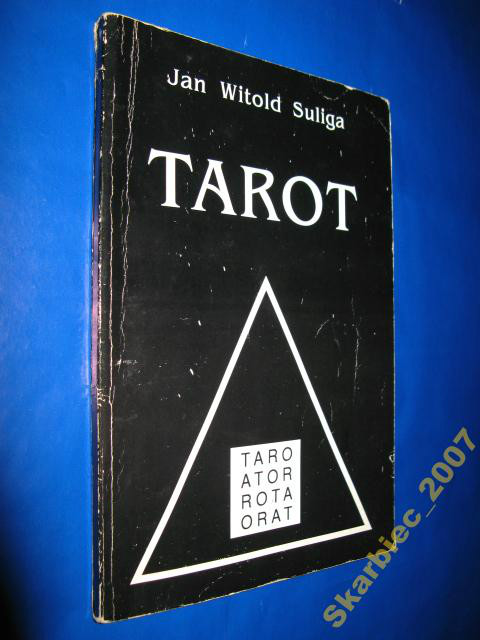 Jan Witold Suliga
TAROT
TARO
ATOR
ROTA
ORAT
Skarbiec_2007